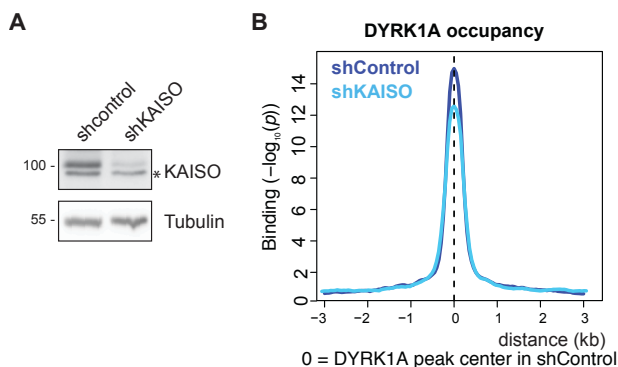 A
shcontrol
shKAISO
100 -
* KAISO
55 -
Tubulin
B
DYRK1A occupancy
shControl
shKAISO
Binding (−log₁₀(p))
14
12
10
8
6
4
2
0
−3 −2 −1 0 1 2 3
distance (kb)
0 = DYRK1A peak center in shControl